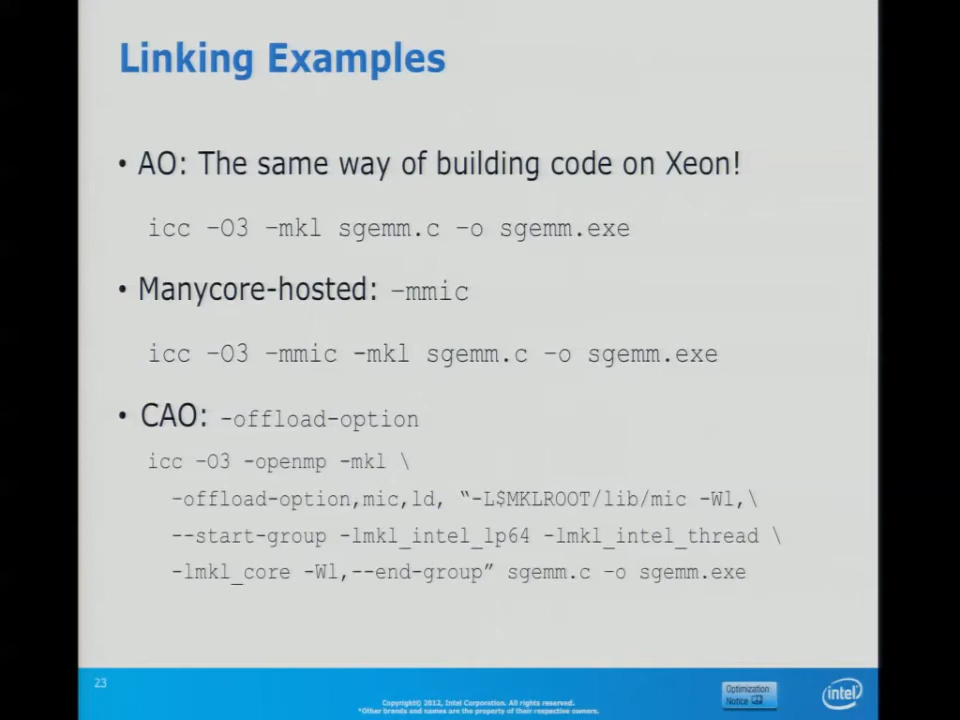 Linking Examples
• AO: The same way of building code on Xeon!
icc –O3 –mkl sgemm.c –o sgemm.exe
• Manycore-hosted: –mmic
icc –O3 –mmic -mkl sgemm.c –o sgemm.exe
• CAO: -offload-option
icc –O3 -openmp -mkl \
–offload-option,mic,ld, “-L$MKLROOT/lib/mic -Wl,\
--start-group -lmkl_intel_lp64 -lmkl_intel_thread \
-lmkl_core -Wl,--end-group” sgemm.c –o sgemm.exe
23
Copyright© 2012, Intel Corporation. All rights reserved.
*Other brands and names are the property of their respective owners.
Optimization
Notice
intel